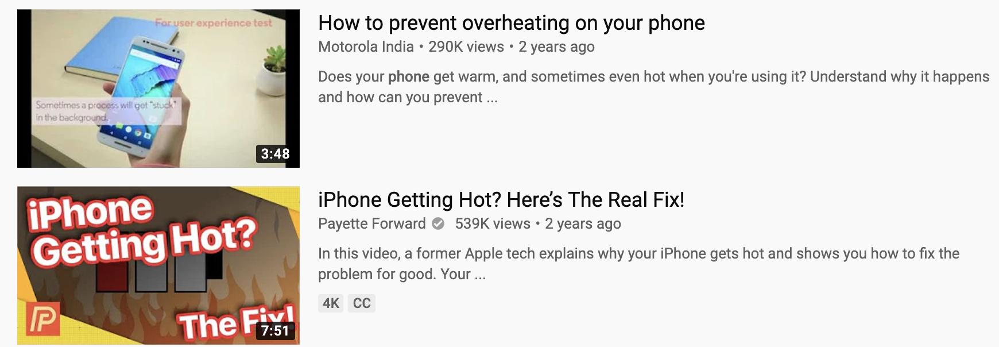 For user experience test
Sometimes a process will get "stuck"
in the background.
3:48
How to prevent overheating on your phone
Motorola India • 290K views • 2 years ago
Does your phone get warm, and sometimes even hot when you're using it? Understand why it happens
and how can you prevent ...
iPhone
Getting Hot?
The Fix!
7:51
iPhone Getting Hot? Here’s The Real Fix!
Payette Forward 539K views • 2 years ago
In this video, a former Apple tech explains why your iPhone gets hot and shows you how to fix the
problem for good. Your ...
4K CC